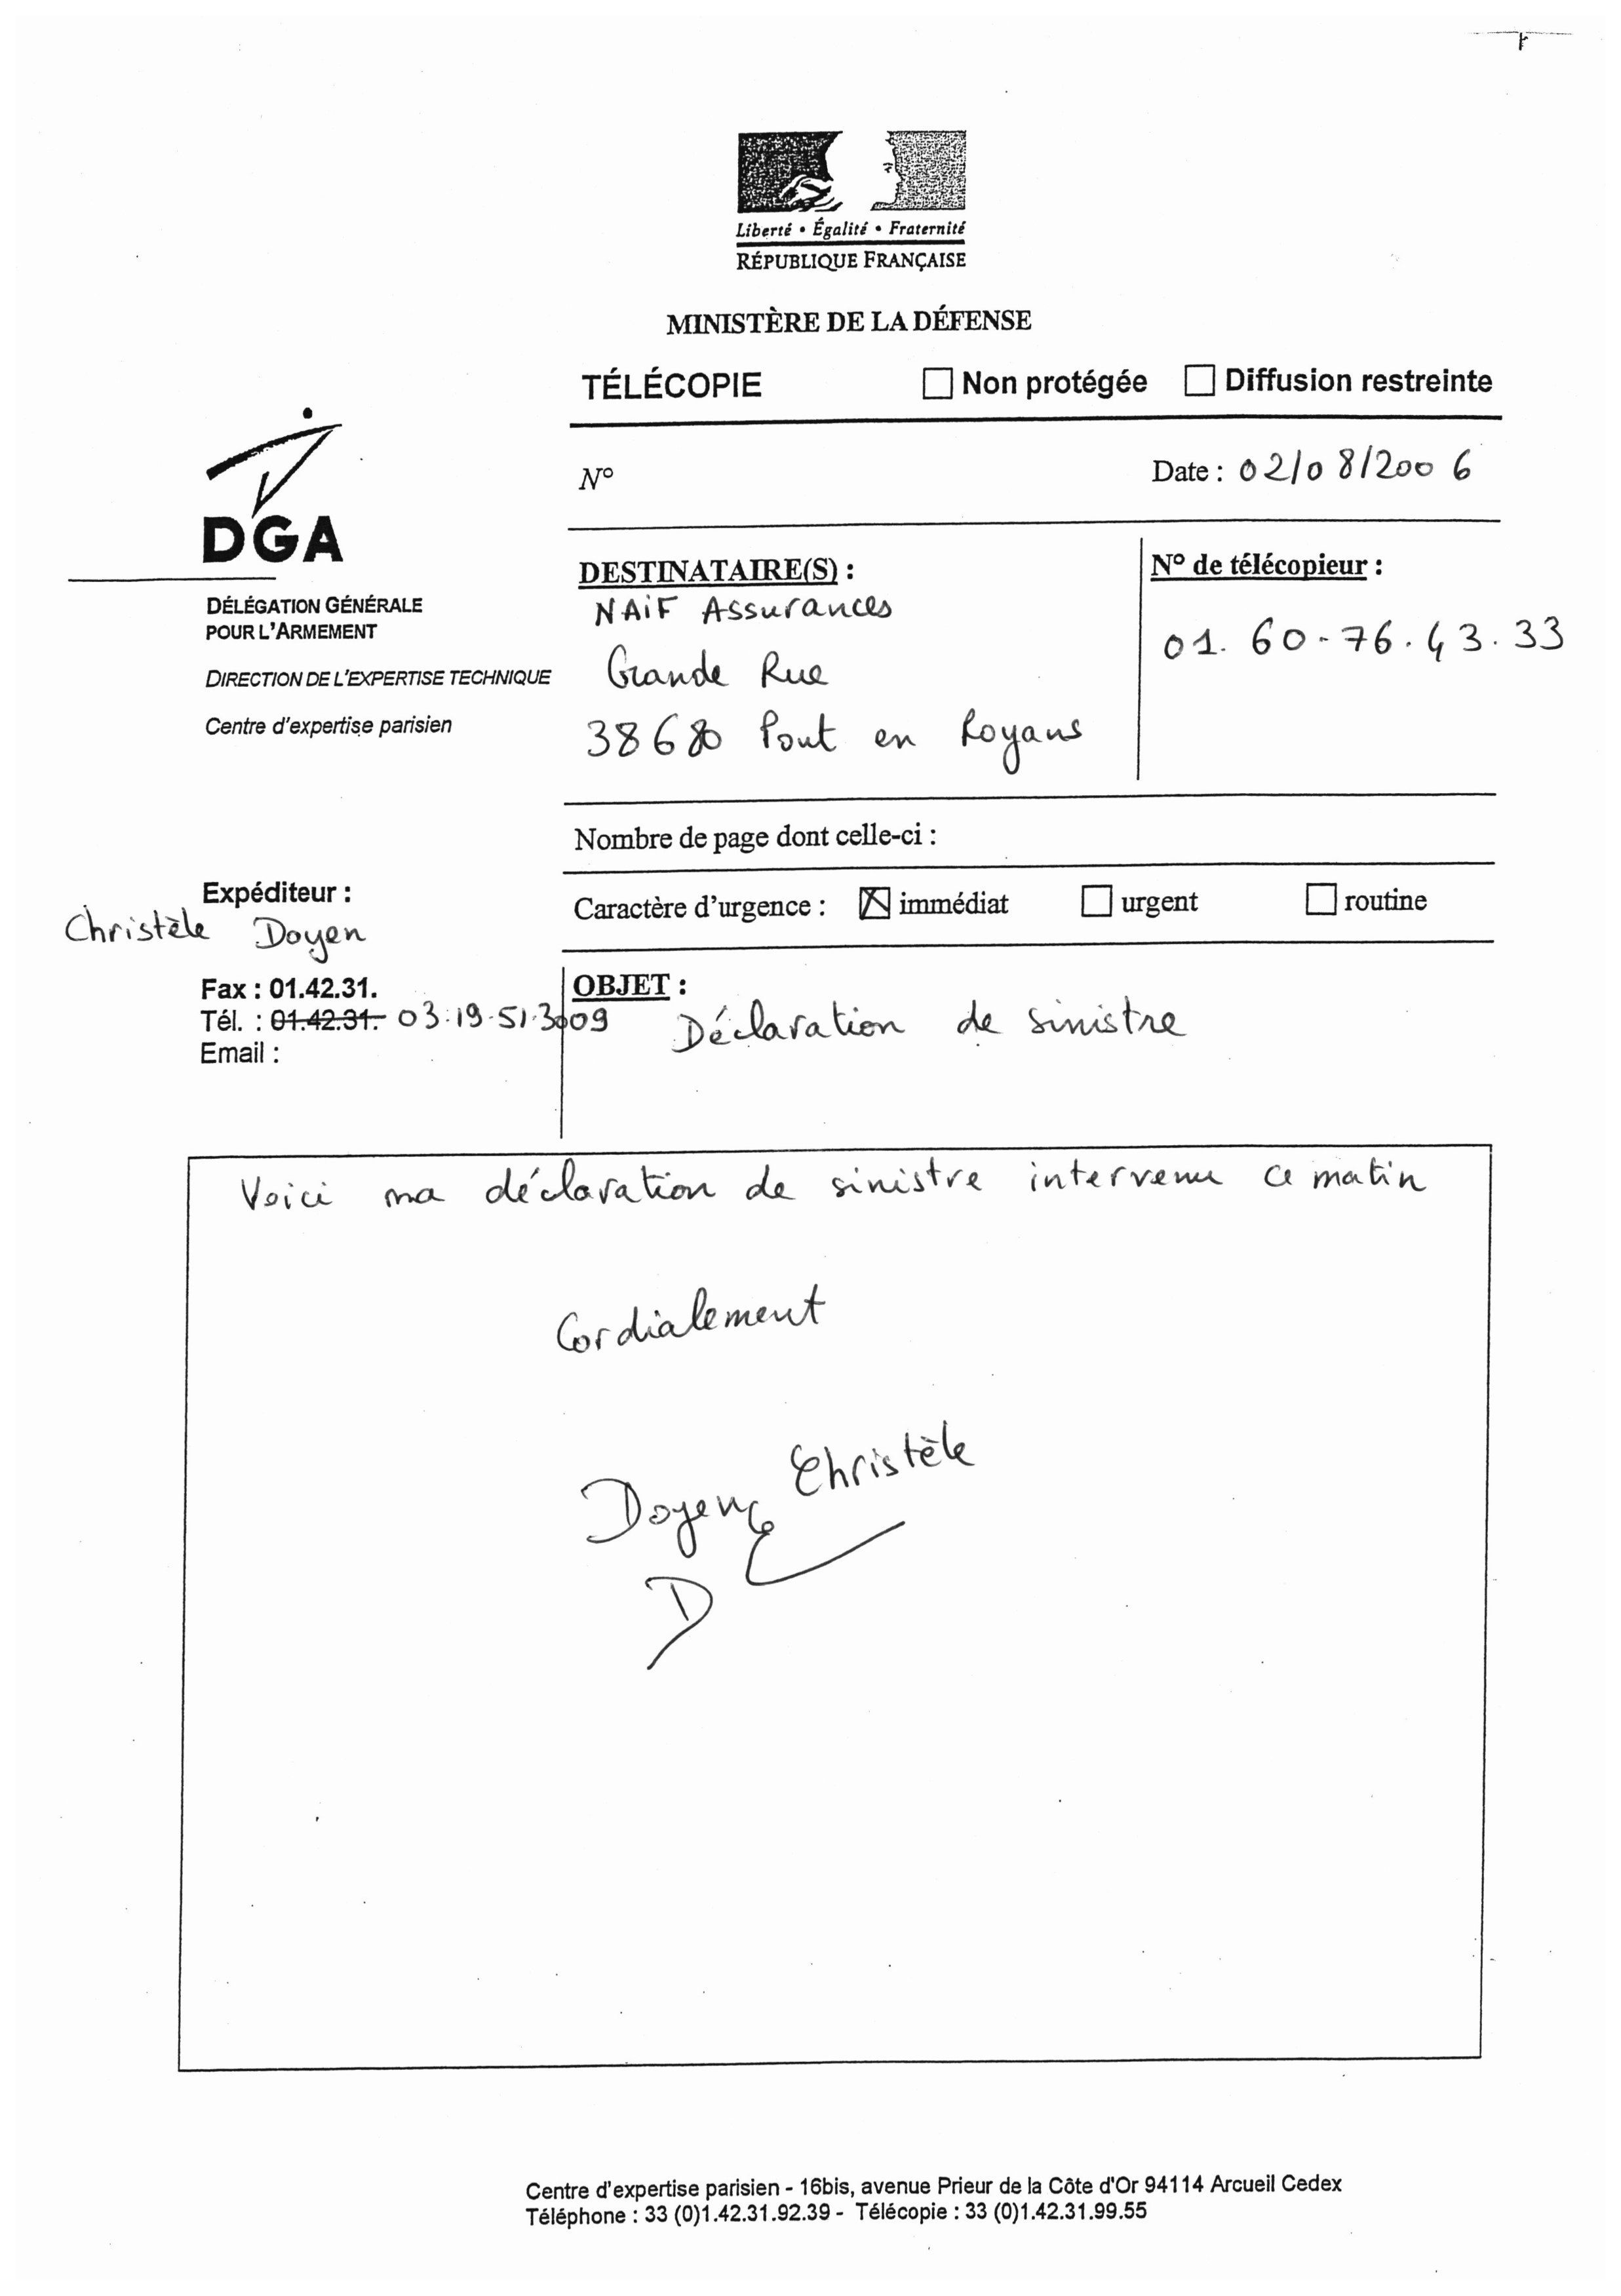 Liberté • Égalité • Fraternité
RÉPUBLIQUE FRANÇAISE
MINISTÈRE DE LA DÉFENSE
TÉLÉCOPIE ☐ Non protégée ☐ Diffusion restreinte
N° Date : 02/08/2006
DGA
DÉLÉGATION GÉNÉRALE
POUR L'ARMEMENT
DIRECTION DE L'EXPERTISE TECHNIQUE
Centre d'expertise parisien
DESTINATAIRE(S) :
NAIF Assurances
Grande Rue
38680 Pont en Royans
N° de télécopieur :
01.60-76.43.33
Nombre de page dont celle-ci :
Caractère d'urgence : ☒ immédiat ☐ urgent ☐ routine
Expéditeur :
Christèle Doyen
Fax : 01.42.31.
Tél. : 01.42.31. 03.19.51.3009
Email :
OBJET :
Déclaration de sinistre
Voici ma déclaration de sinistre intervenu ce matin
Cordialement
Doyen Christèle
D
Centre d'expertise parisien - 16bis, avenue Prieur de la Côte d'Or 94114 Arcueil Cedex
Téléphone : 33 (0)1.42.31.92.39 - Télécopie : 33 (0)1.42.31.99.55